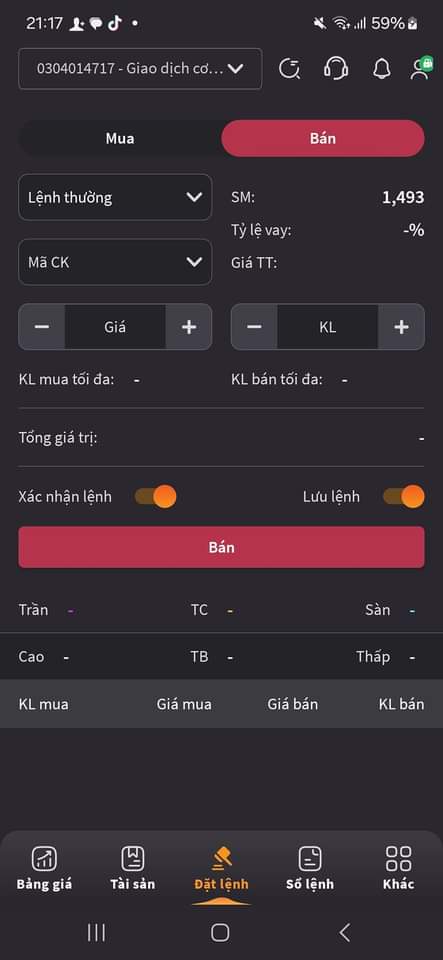 21:17 59%
0304014717 - Giao dịch cơ...
Mua Bán
Lệnh thường SM: 1,493
Tỷ lệ vay: -%
Mã CK Giá TT:
− Giá + − KL +
KL mua tối đa: - KL bán tối đa: -
Tổng giá trị: -
Xác nhận lệnh Lưu lệnh
Bán
Trần - TC - Sàn -
Cao - TB - Thấp -
KL mua Giá mua Giá bán KL bán
Bảng giá Tài sản Đặt lệnh Sổ lệnh Khác